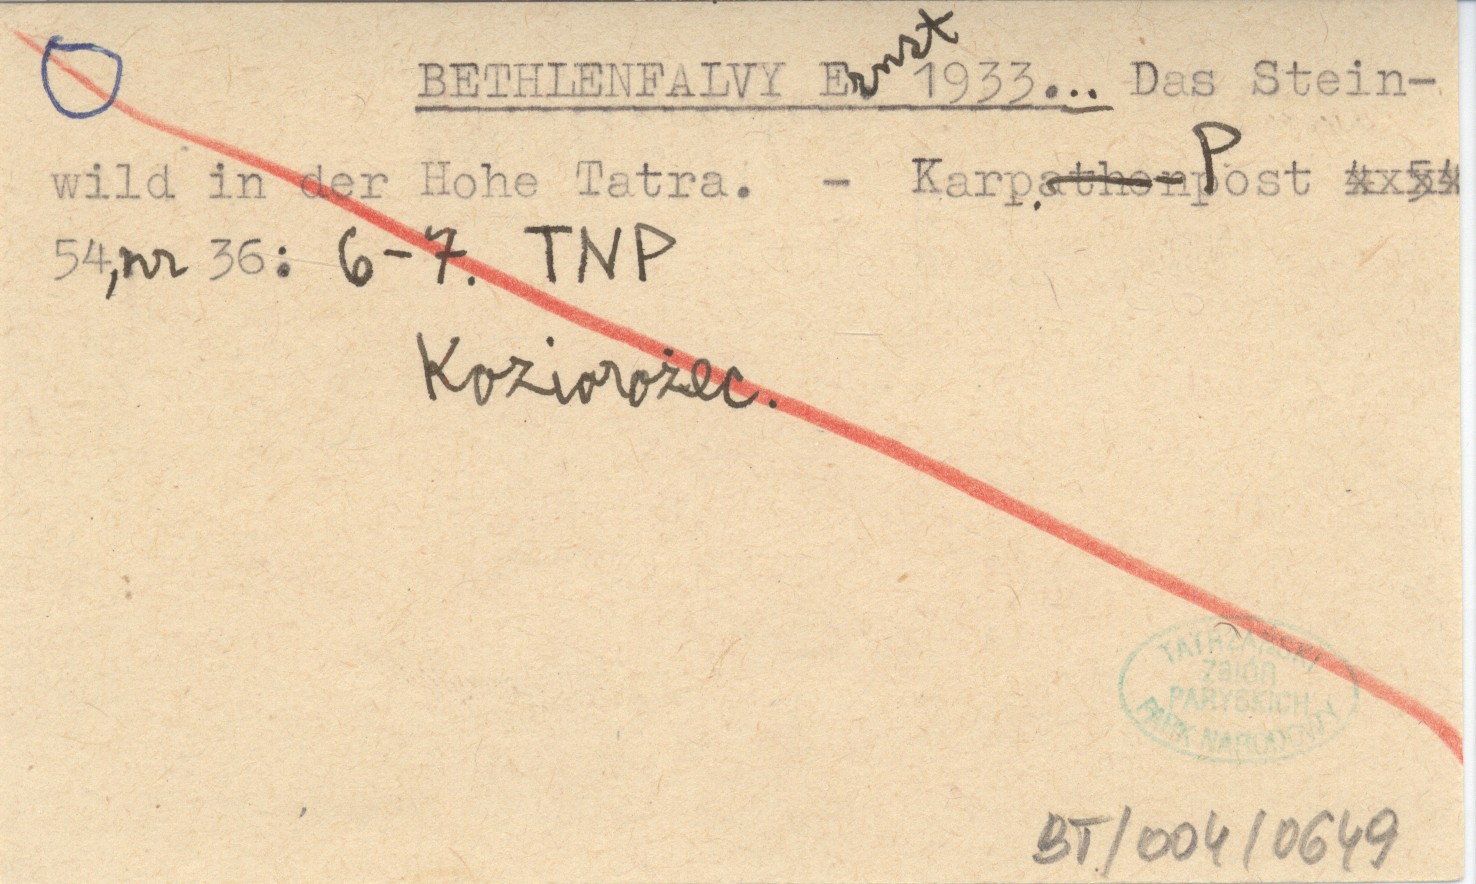 BETHLENFALVY Ernst 1933... Das Stein-
wild in der Hohe Tatra. - Karpathenpost
P
54, nr 36: 6-7. TNP
Koziorożec.
TATRZAŃSKI
Zbiór
PARYSKICH
PARK NARODOWY
BT/004/0649